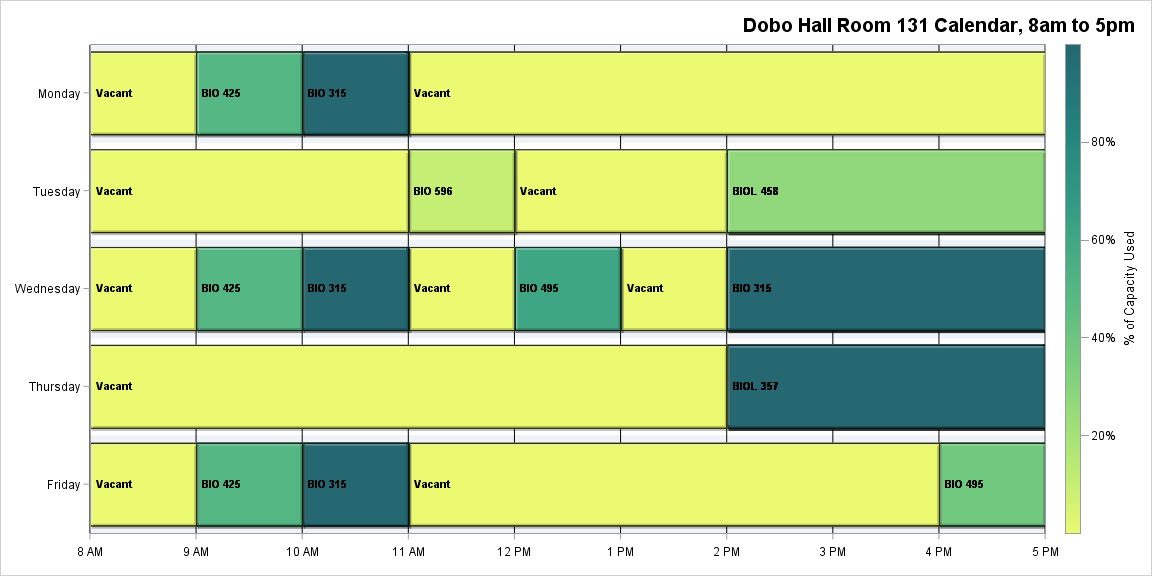 Dobo Hall Room 131 Calendar, 8am to 5pm
Monday
Vacant
BIO 425
BIO 315
Vacant
Tuesday
Vacant
BIO 596
Vacant
BIOL 458
Wednesday
Vacant
BIO 425
BIO 315
Vacant
BIO 495
Vacant
BIO 315
Thursday
Vacant
BIOL 357
Friday
Vacant
BIO 425
BIO 315
Vacant
BIO 495
8 AM
9 AM
10 AM
11 AM
12 PM
1 PM
2 PM
3 PM
4 PM
5 PM
80%
60%
40%
20%
% of Capacity Used